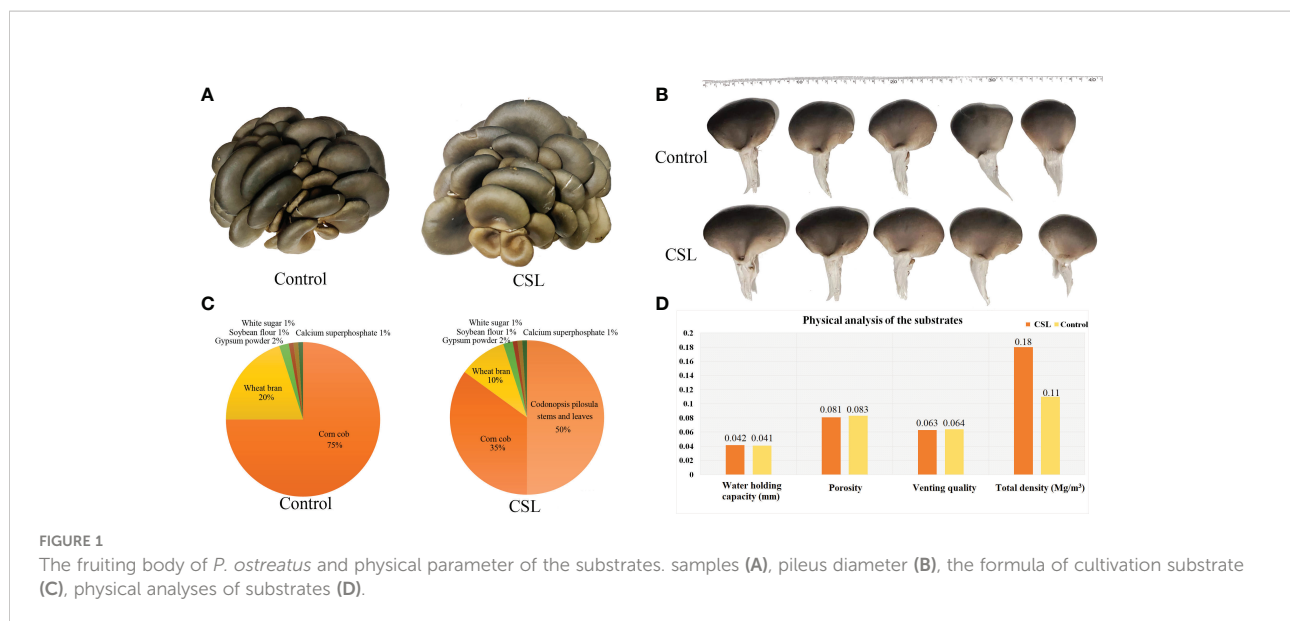 A
Control
CSL
B
10
20
30
40
Control
CSL
C
White sugar 1%
Soybean flour 1%
Calcium superphosphate 1%
Gypsum powder 2%
Wheat bran
20%
Corn cob
75%
Control
White sugar 1%
Soybean flour 1%
Calcium superphosphate 1%
Gypsum powder 2%
Wheat bran
10%
Codonopsis pilosula
stems and leaves
50%
Corn cob
35%
CSL
D
Physical analysis of the substrates
CSL Control
0.2
0.18
0.16
0.14
0.12
0.1
0.08
0.06
0.04
0.02
0
0.042 0.041
0.081 0.083
0.063 0.064
0.18
0.11
Water holding
capacity (mm)
Porosity
Venting quality
Total density (Mg/m³)
FIGURE 1
The fruiting body of P. ostreatus and physical parameter of the substrates. samples (A), pileus diameter (B), the formula of cultivation substrate
(C), physical analyses of substrates (D).